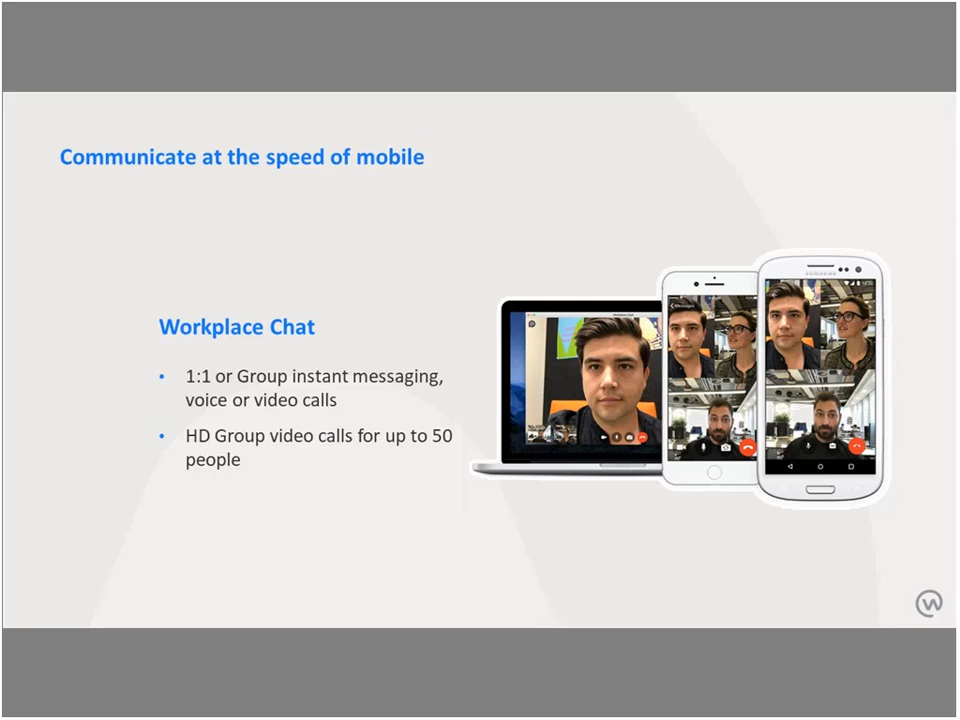 Communicate at the speed of mobile
Workplace Chat
• 1:1 or Group instant messaging,
voice or video calls
• HD Group video calls for up to 50
people
SAMSUNG